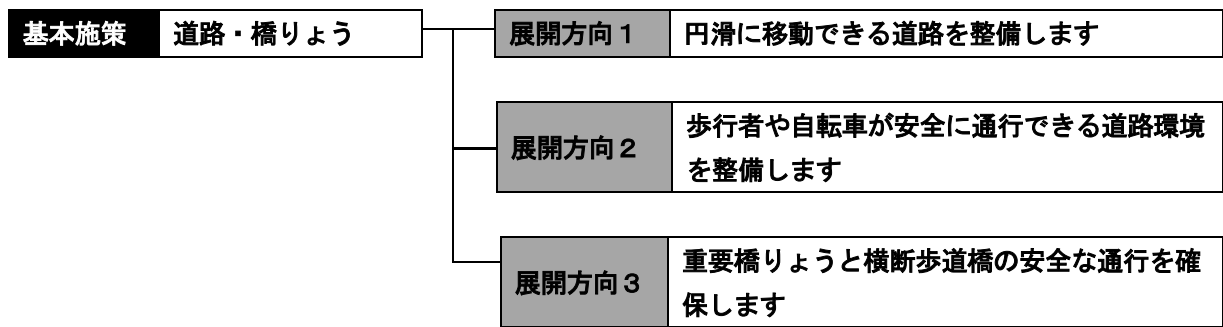 基本施策 道路・橋りょう
展開方向１ 円滑に移動できる道路を整備します
展開方向２ 歩行者や自転車が安全に通行できる道路環境
を整備します
展開方向３ 重要橋りょうと横断歩道橋の安全な通行を確
保します